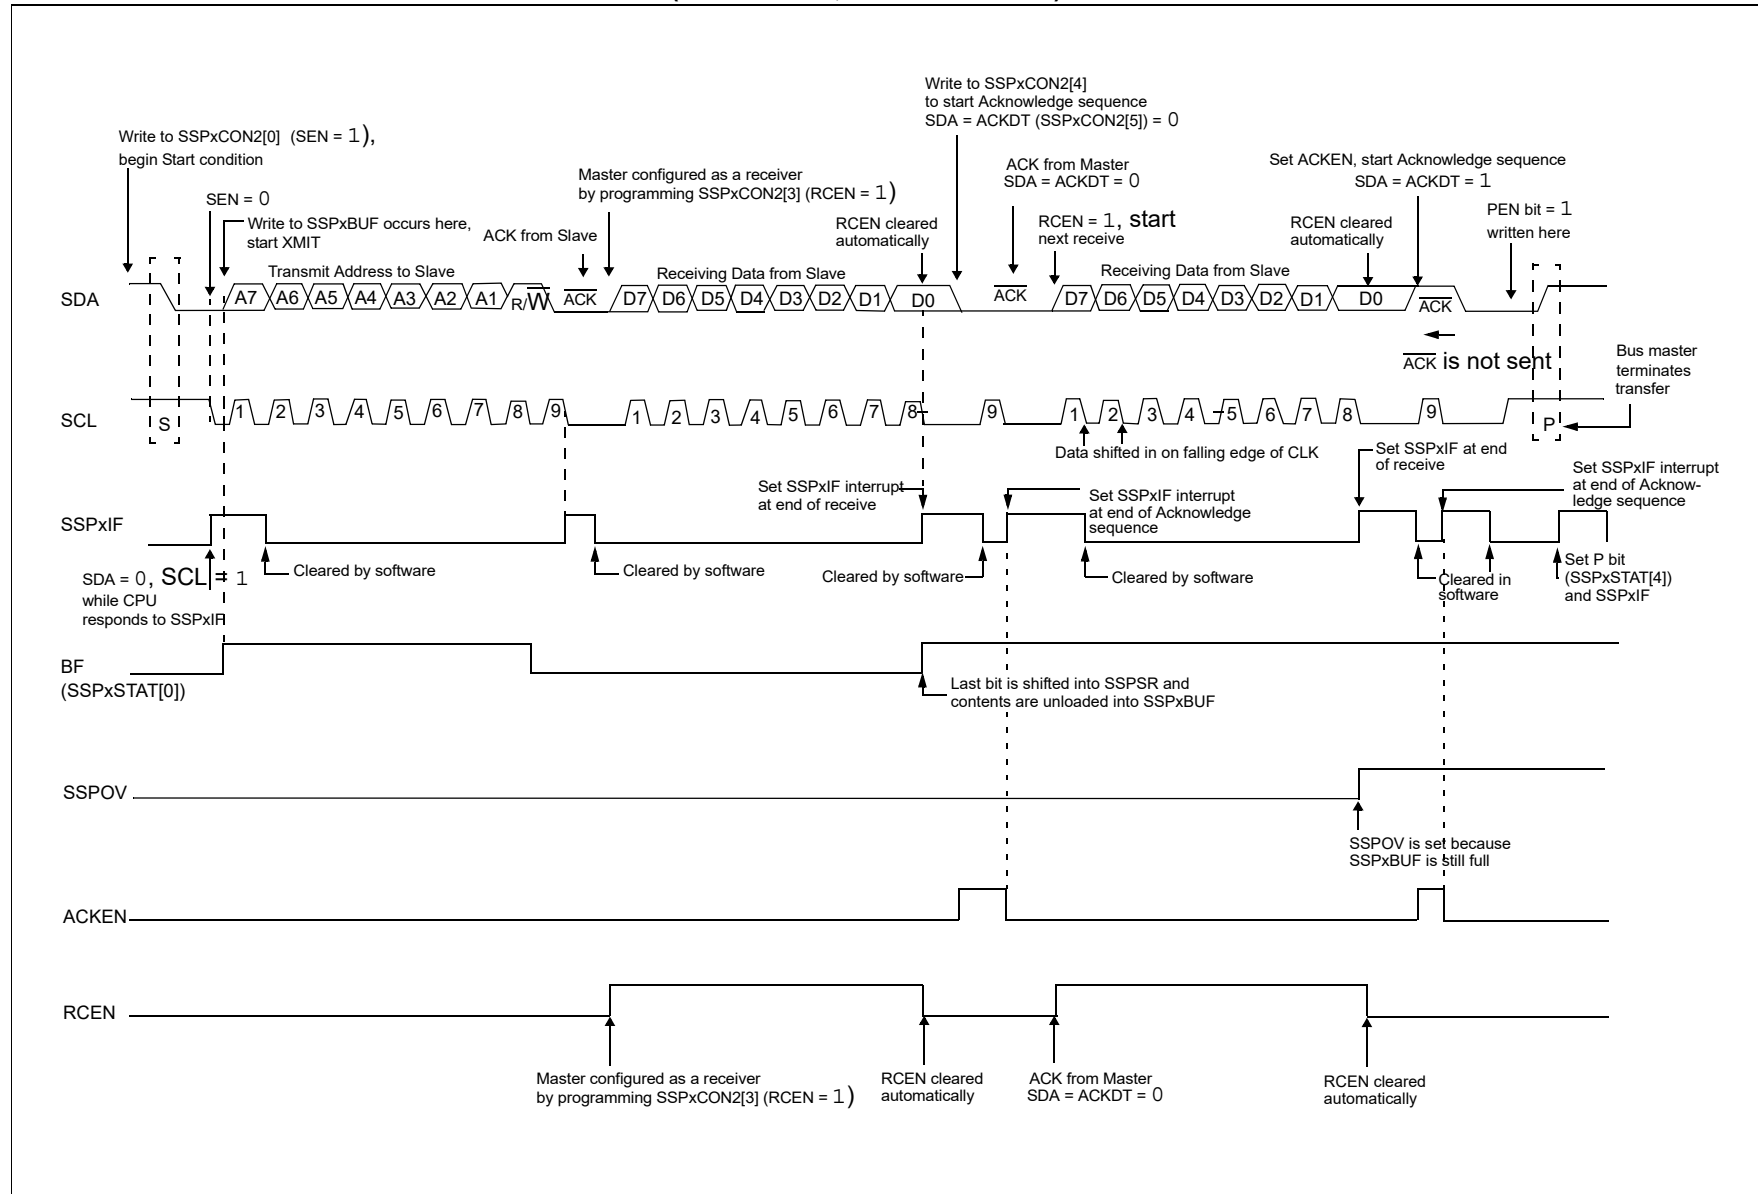 Write to SSPxCON2[4]
to start Acknowledge sequence
SDA = ACKDT (SSPxCON2[5]) = 0
Write to SSPxCON2[0] (SEN = 1),
begin Start condition
SEN = 0
Write to SSPxBUF occurs here,
start XMIT
ACK from Slave
Master configured as a receiver
by programming SSPxCON2[3] (RCEN = 1)
RCEN cleared
automatically
ACK from Master
SDA = ACKDT = 0
RCEN = 1, start
next receive
Set ACKEN, start Acknowledge sequence
SDA = ACKDT = 1
RCEN cleared
automatically
PEN bit = 1
written here
Transmit Address to Slave
Receiving Data from Slave
Receiving Data from Slave
SDA
A7 A6 A5 A4 A3 A2 A1 R/W ACK D7 D6 D5 D4 D3 D2 D1 D0 ACK D7 D6 D5 D4 D3 D2 D1 D0 ACK
ACK is not sent
Bus master
terminates
transfer
SCL
S 1 2 3 4 5 6 7 8 9 1 2 3 4 5 6 7 8 9 1 2 3 4 5 6 7 8 9 P
Data shifted in on falling edge of CLK
Set SSPxIF at end
of receive
Set SSPxIF interrupt
at end of receive
Set SSPxIF interrupt
at end of Acknowledge
sequence
Set SSPxIF interrupt
at end of Acknow-
ledge sequence
SSPxIF
SDA = 0, SCL = 1
while CPU
responds to SSPxIF
Cleared by software
Cleared by software
Cleared by software
Cleared by software
Cleared in
software
Set P bit
(SSPxSTAT[4])
and SSPxIF
BF
(SSPxSTAT[0])
Last bit is shifted into SSPSR and
contents are unloaded into SSPxBUF
SSPOV
SSPOV is set because
SSPxBUF is still full
ACKEN
RCEN
Master configured as a receiver
by programming SSPxCON2[3] (RCEN = 1)
RCEN cleared
automatically
ACK from Master
SDA = ACKDT = 0
RCEN cleared
automatically